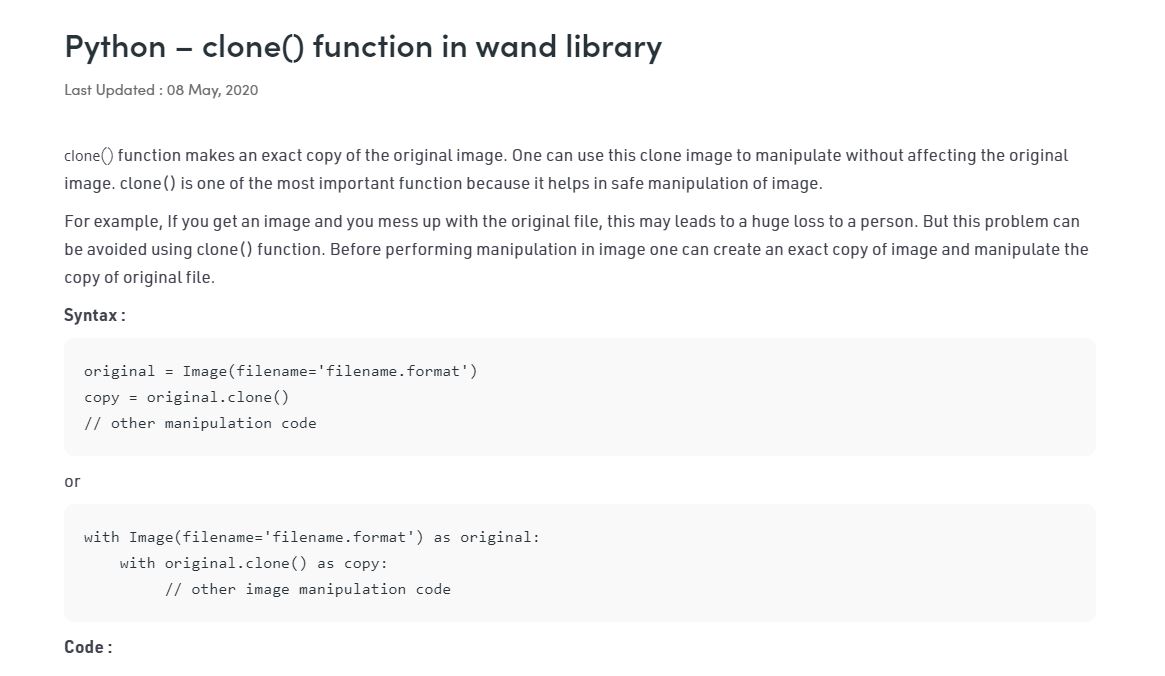 Python – clone() function in wand library
Last Updated : 08 May, 2020
clone() function makes an exact copy of the original image. One can use this clone image to manipulate without affecting the original
image. clone() is one of the most important function because it helps in safe manipulation of image.
For example, If you get an image and you mess up with the original file, this may leads to a huge loss to a person. But this problem can
be avoided using clone() function. Before performing manipulation in image one can create an exact copy of image and manipulate the
copy of original file.
Syntax :
original = Image(filename='filename.format')
copy = original.clone()
// other manipulation code
or
with Image(filename='filename.format') as original:
    with original.clone() as copy:
         // other image manipulation code
Code :